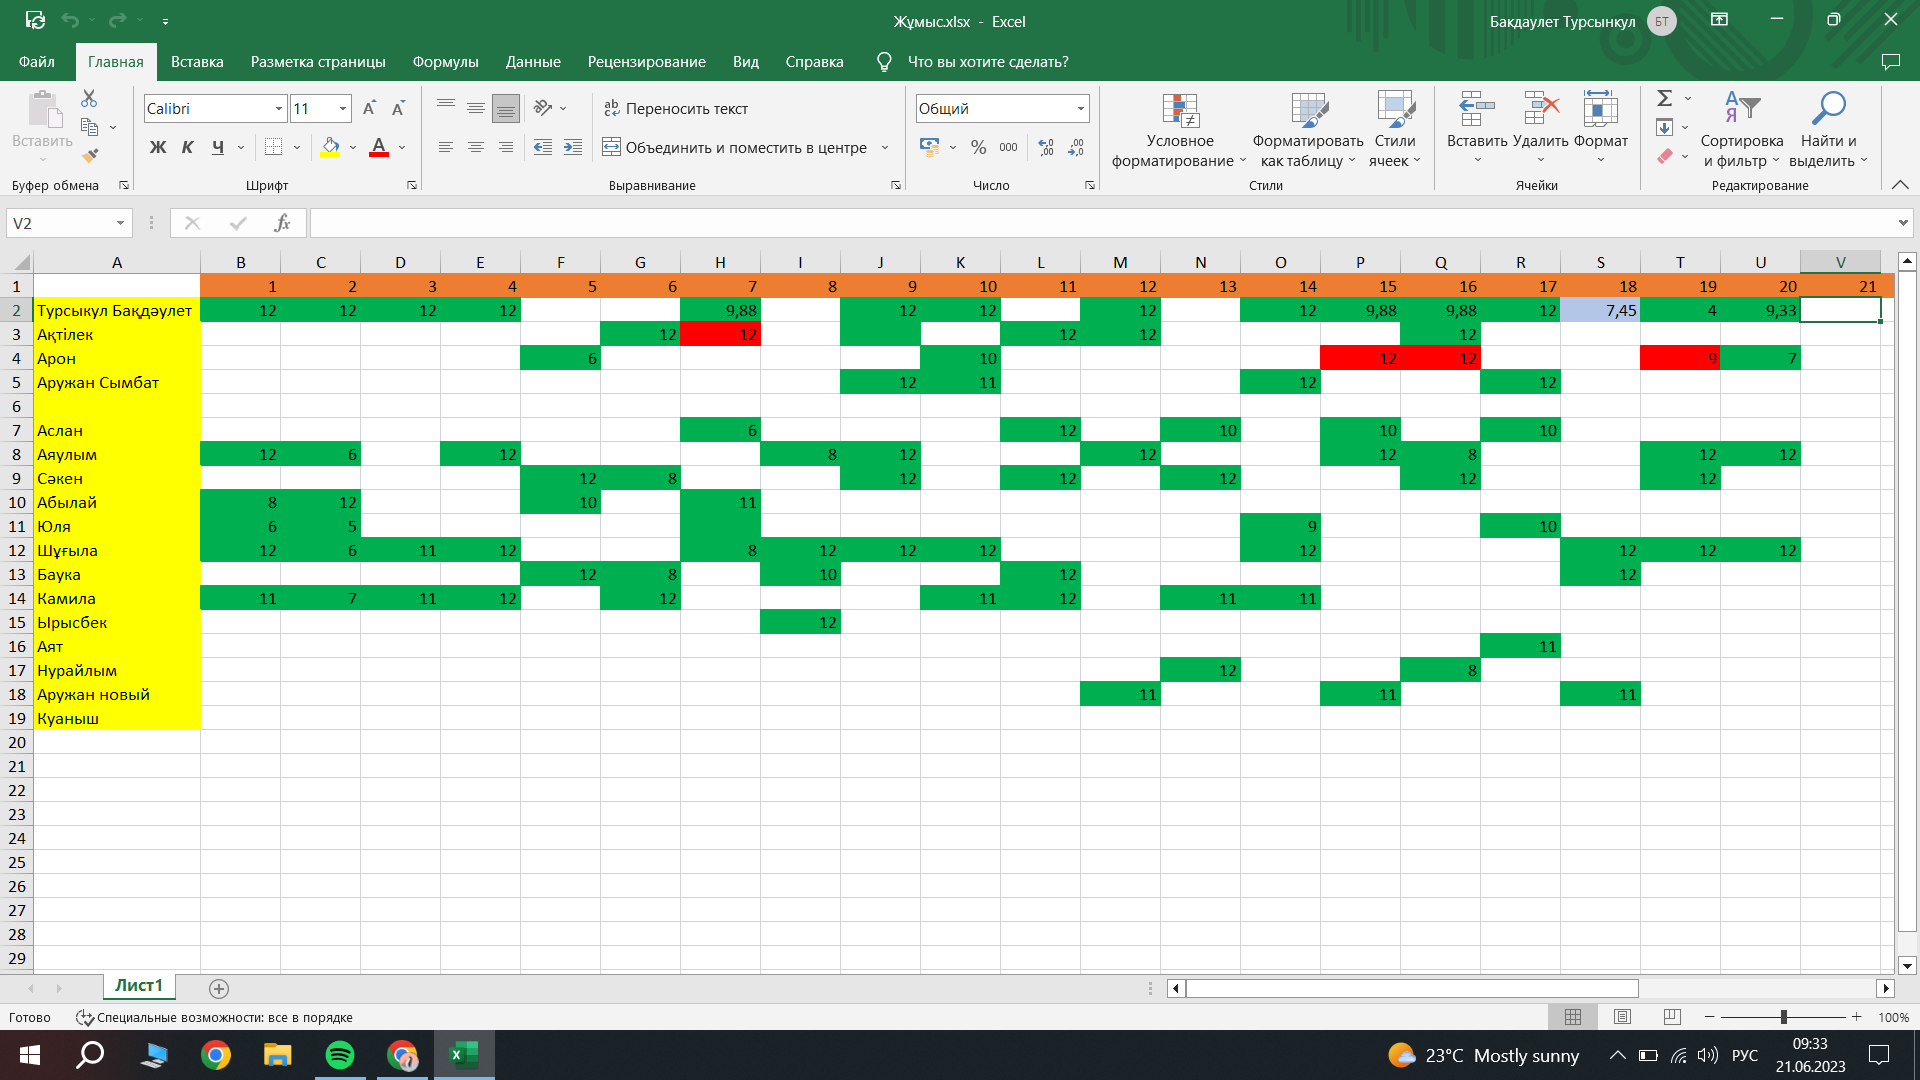 Жұмыс.xlsx - Excel
Бакдаулет Турсынкул БТ
Файл Главная Вставка Разметка страницы Формулы Данные Рецензирование Вид Справка Что вы хотите сделать?
Вставить
Calibri 11
Ж К Ч
Переносить текст
Объединить и поместить в центре
Общий
% 000
Условное форматирование
Форматировать как таблицу
Стили ячеек
Вставить Удалить Формат
Сортировка и фильтр
Найти и выделить
Буфер обмена Шрифт Выравнивание Число Стили Ячейки Редактирование
V2 fx
A B C D E F G H I J K L M N O P Q R S T U V
1 1 2 3 4 5 6 7 8 9 10 11 12 13 14 15 16 17 18 19 20 21
2 Турсыкул Бақдәулет 12 12 12 12 9,88 12 12 12 12 9,88 9,88 12 7,45 4 9,33
3 Ақтілек 12 12 12 12 12
4 Арон 6 10 12 12 9 7
5 Аружан Сымбат 12 11 12 12
6
7 Аслан 6 12 10 10 10
8 Аяулым 12 6 12 8 12 12 12 8 12 12
9 Сәкен 12 8 12 12 12 12 12
10 Абылай 8 12 10 11
11 Юля 6 5 9 10
12 Шұғыла 12 6 11 12 8 12 12 12 12 12 12 12
13 Баука 12 8 10 12 12
14 Камила 11 7 11 12 12 11 12 11 11
15 Ырысбек 12
16 Аят 11
17 Нурайлым 12 8
18 Аружан новый 11 11 11
19 Куаныш
20
21
22
23
24
25
26
27
28
29
Лист1
Готово Специальные возможности: все в порядке 100%
23°C Mostly sunny РУС 09:33
21.06.2023